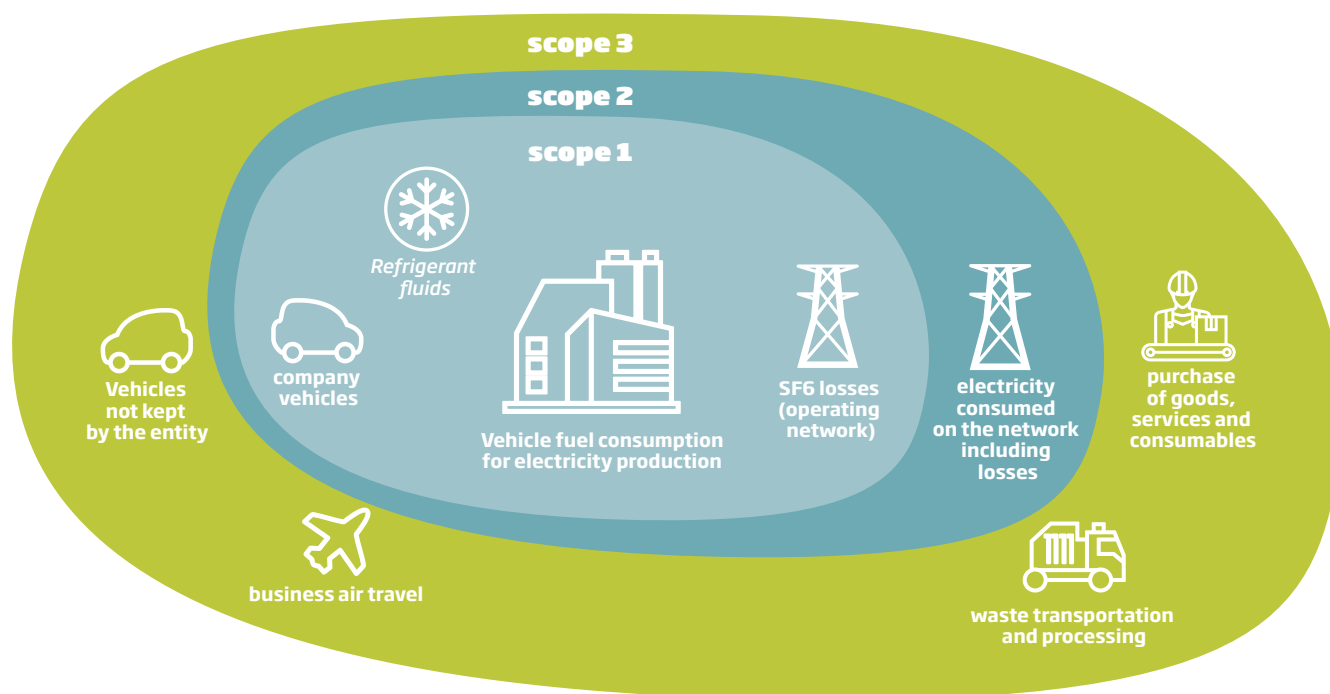 scope 3
scope 2
scope 1
Refrigerant
fluids
Vehicles
not kept
by the entity
company
vehicles
Vehicle fuel consumption
for electricity production
SF6 losses
(operating
network)
electricity
consumed
on the network
including
losses
purchase
of goods,
services and
consumables
business air travel
waste transportation
and processing